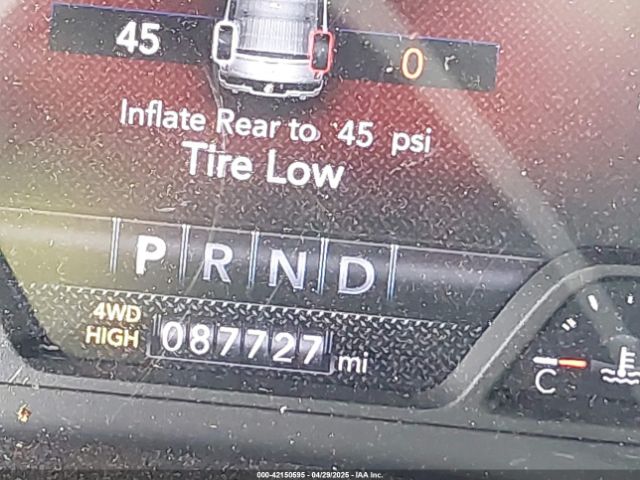 45 0
Inflate Rear to 45 psi
Tire Low
P R N D
4WD
HIGH 087727 mi
C
000-42150595 - 04/29/2025 - IAA Inc.